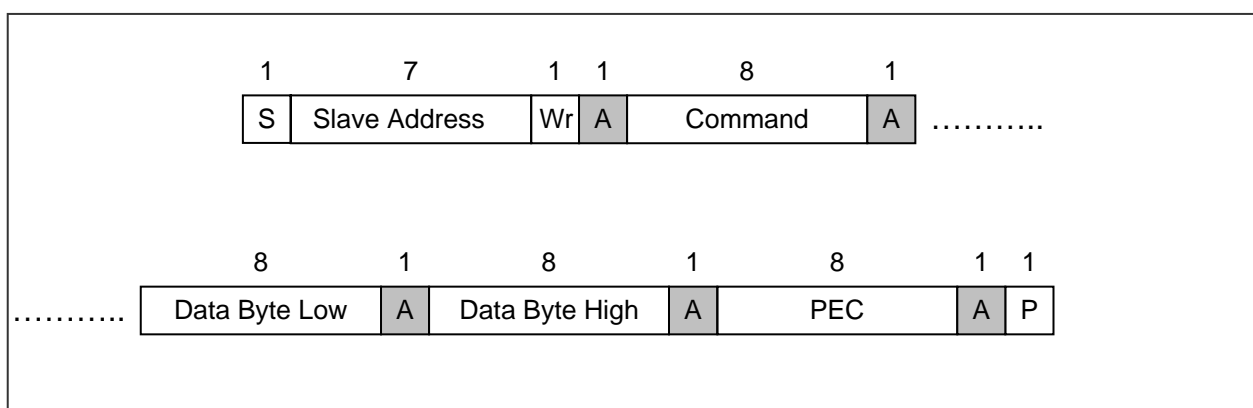 1 7 1 1 8 1
S Slave Address Wr A Command A ………..
8 1 8 1 8 1 1
……….. Data Byte Low A Data Byte High A PEC A P